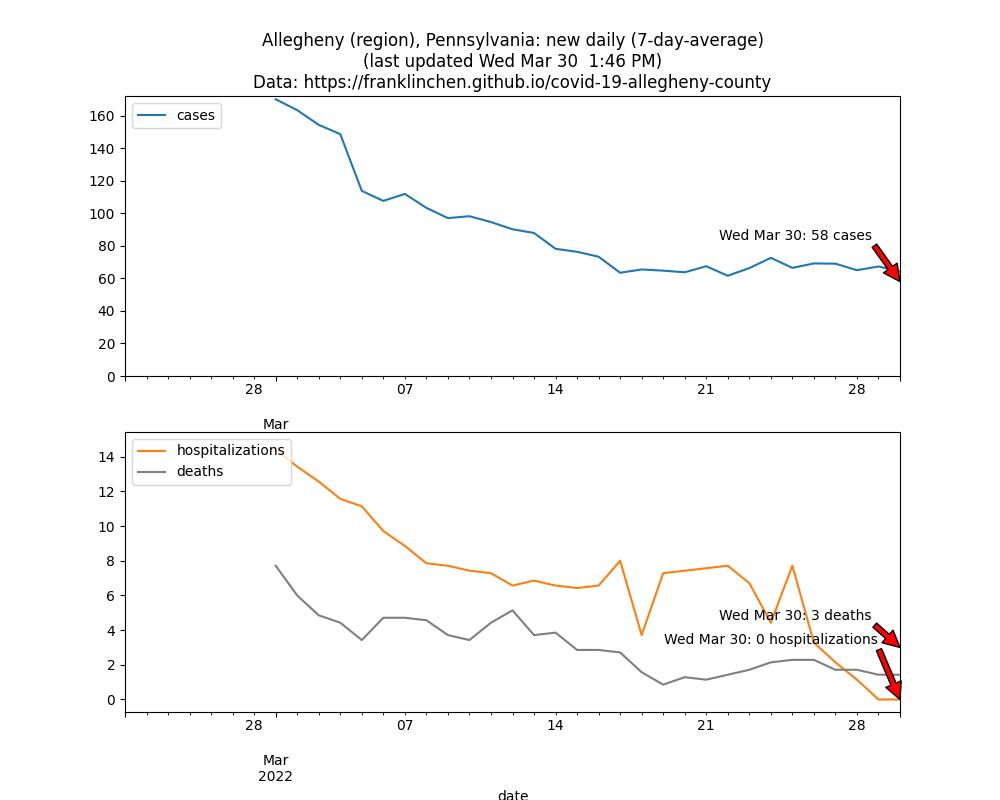 Allegheny (region), Pennsylvania: new daily (7-day-average)
(last updated Wed Mar 30  1:46 PM)
Data: https://franklinchen.github.io/covid-19-allegheny-county
cases
160
140
120
100
80
60
40
20
0
Wed Mar 30: 58 cases
28 07 14 21 28
Mar
hospitalizations
deaths
14
12
10
8
6
4
2
0
Wed Mar 30: 3 deaths
Wed Mar 30: 0 hospitalizations
28 07 14 21 28
Mar
2022
date